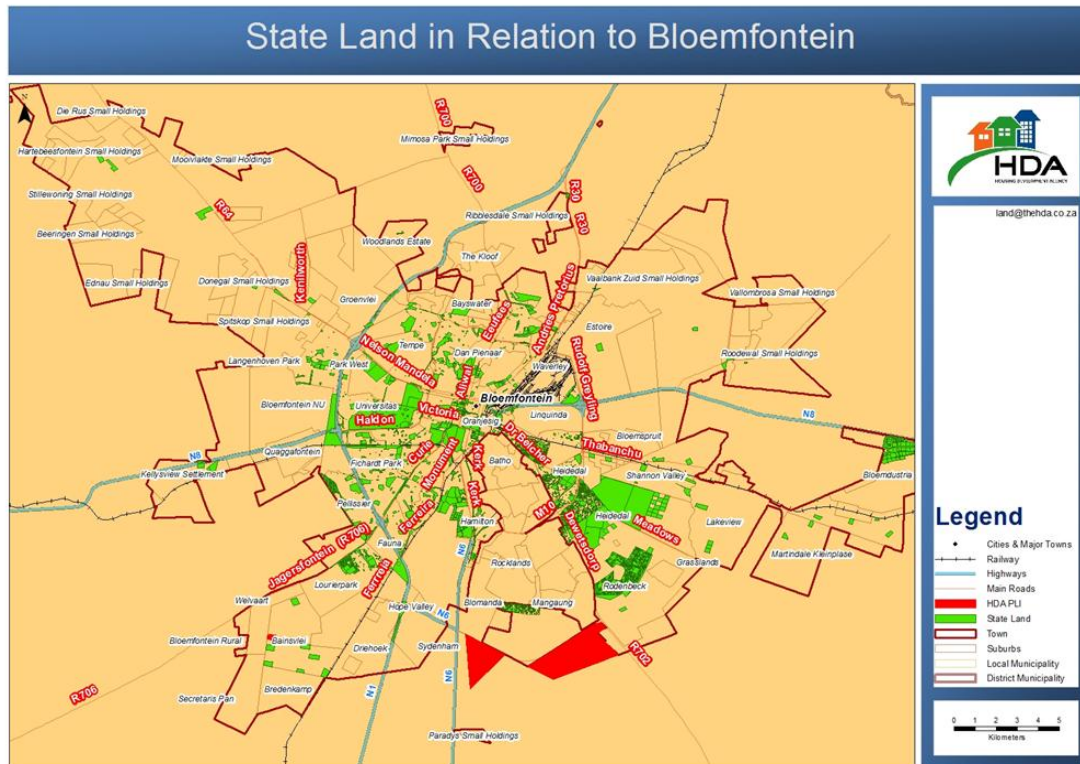 State Land in Relation to Bloemfontein
Die Rus Small Holdings
R700
Mimosa Park Small Holdings
Hartebeesfontein Small Holdings
Mooivlakte Small Holdings
R700
Stillewoning Small Holdings
R30
R64
Ribblesdale Small Holdings
R30
Beeringen Small Holdings
Woodlands Estate
The Kloof
Kenilworth
Ednau Small Holdings
Donegal Small Holdings
Vaalbank Zuid Small Holdings
Vallombrosa Small Holdings
Groenvlei
Bayswater
Andries Pretorius
Eeufees
Spitskop Small Holdings
Estoire
Tempe
Nelson Mandela
Dan Pienaar
Roodewal Small Holdings
Langenhoven Park
Park West
Waverley
Rudolf Greyling
Aliwal
Bloemfontein
Bloemfontein NU
Universitas
Victoria
Linquinda
N8
Haldon
Oranjesig
Dr Belcher
Bloemspruit
Thabanchu
Quaggafontein
Curie
Monument
Kerk
Batho
N8
Fichardt Park
Heidedal
Shannon Valley
Bloemdustria
Kellysview Settlement
Kerk
Pellissier
Ferreira
M10
Hamilton
Heidedal
Meadows
Lakeview
Dewetsdorp
Jagersfontein (R706)
Fauna
N6
Martindale Kleinplase
Rocklands
Grasslands
Lourierpark
Ferreia
Rodenbeck
Welvaart
Blomanda
Mangaung
Hope Valley
N6
Bloemfontein Rural
Bainsvlei
Driehoek
Sydenham
R702
N6
R706
Secretaris Pan
Bredenkamp
N1
Paradys Small Holdings
HDA
HOUSING DEVELOPMENT AGENCY
land@thehda.co.za
Legend
Cities & Major Towns
Railway
Highways
Main Roads
HDA PLI
State Land
Town
Suburbs
Local Municipality
District Municipality
0 1 2 3 4 5
Kilometers